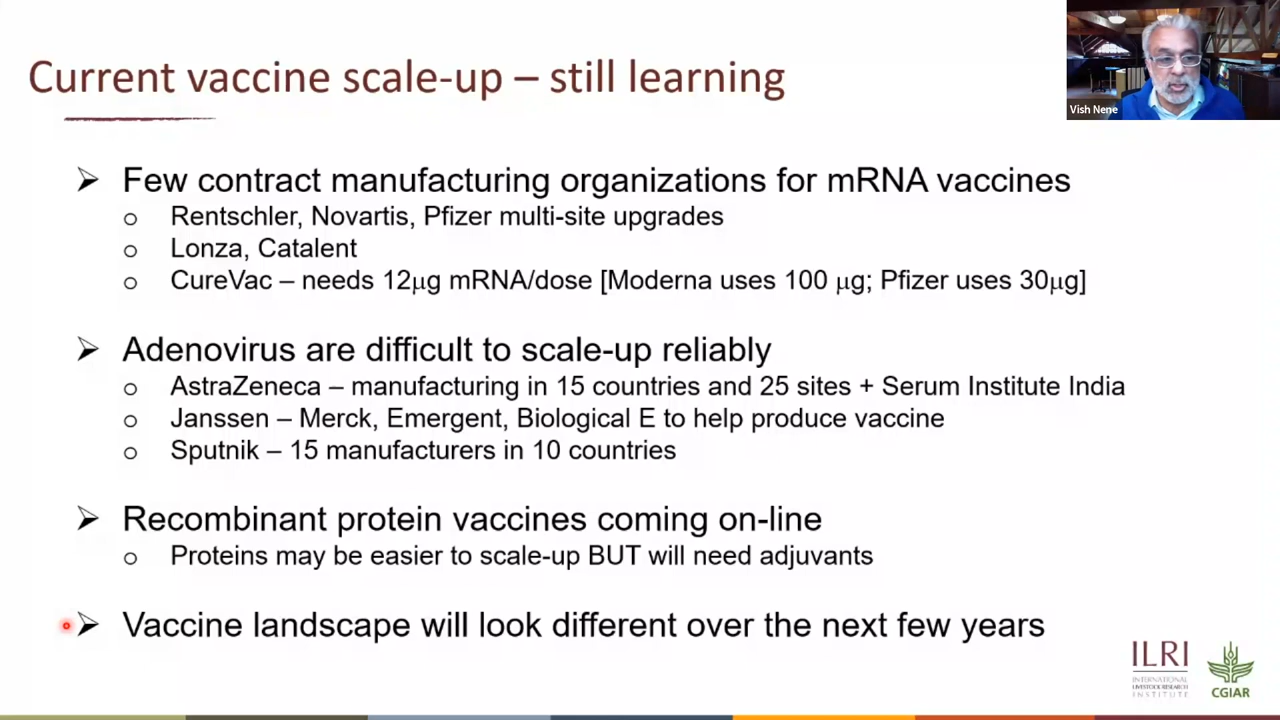 Vish Nene
Current vaccine scale-up – still learning
Few contract manufacturing organizations for mRNA vaccines
Rentschler, Novartis, Pfizer multi-site upgrades
Lonza, Catalent
CureVac – needs 12μg mRNA/dose [Moderna uses 100 μg; Pfizer uses 30μg]
Adenovirus are difficult to scale-up reliably
AstraZeneca – manufacturing in 15 countries and 25 sites + Serum Institute India
Janssen – Merck, Emergent, Biological E to help produce vaccine
Sputnik – 15 manufacturers in 10 countries
Recombinant protein vaccines coming on-line
Proteins may be easier to scale-up BUT will need adjuvants
Vaccine landscape will look different over the next few years
ILRI
INTERNATIONAL
LIVESTOCK RESEARCH
INSTITUTE
CGIAR